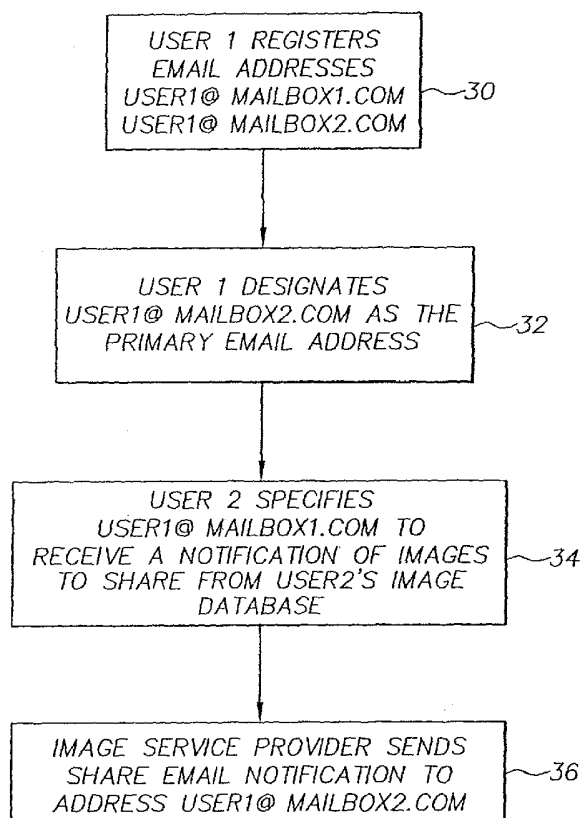 USER 1 REGISTERS
EMAIL ADDRESSES
USER1@ MAILBOX1.COM
USER1@ MAILBOX2.COM
30
USER 1 DESIGNATES
USER1@ MAILBOX2.COM AS THE
PRIMARY EMAIL ADDRESS
32
USER 2 SPECIFIES
USER1@ MAILBOX1.COM TO
RECEIVE A NOTIFICATION OF IMAGES
TO SHARE FROM USER2'S IMAGE
DATABASE
34
IMAGE SERVICE PROVIDER SENDS
SHARE EMAIL NOTIFICATION TO
ADDRESS USER1@ MAILBOX2.COM
36